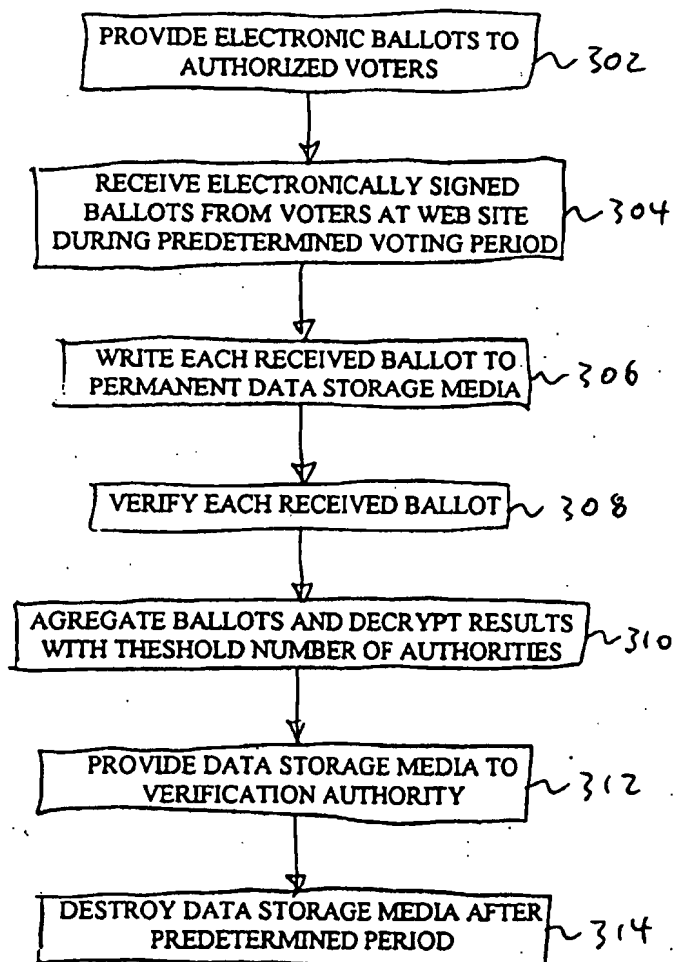 PROVIDE ELECTRONIC BALLOTS TO
AUTHORIZED VOTERS
302
RECEIVE ELECTRONICALLY SIGNED
BALLOTS FROM VOTERS AT WEB SITE
DURING PREDETERMINED VOTING PERIOD
304
WRITE EACH RECEIVED BALLOT TO
PERMANENT DATA STORAGE MEDIA
306
VERIFY EACH RECEIVED BALLOT
308
AGREGATE BALLOTS AND DECRYPT RESULTS
WITH THESHOLD NUMBER OF AUTHORITIES
310
PROVIDE DATA STORAGE MEDIA TO
VERIFICATION AUTHORITY
312
DESTROY DATA STORAGE MEDIA AFTER
PREDETERMINED PERIOD
314